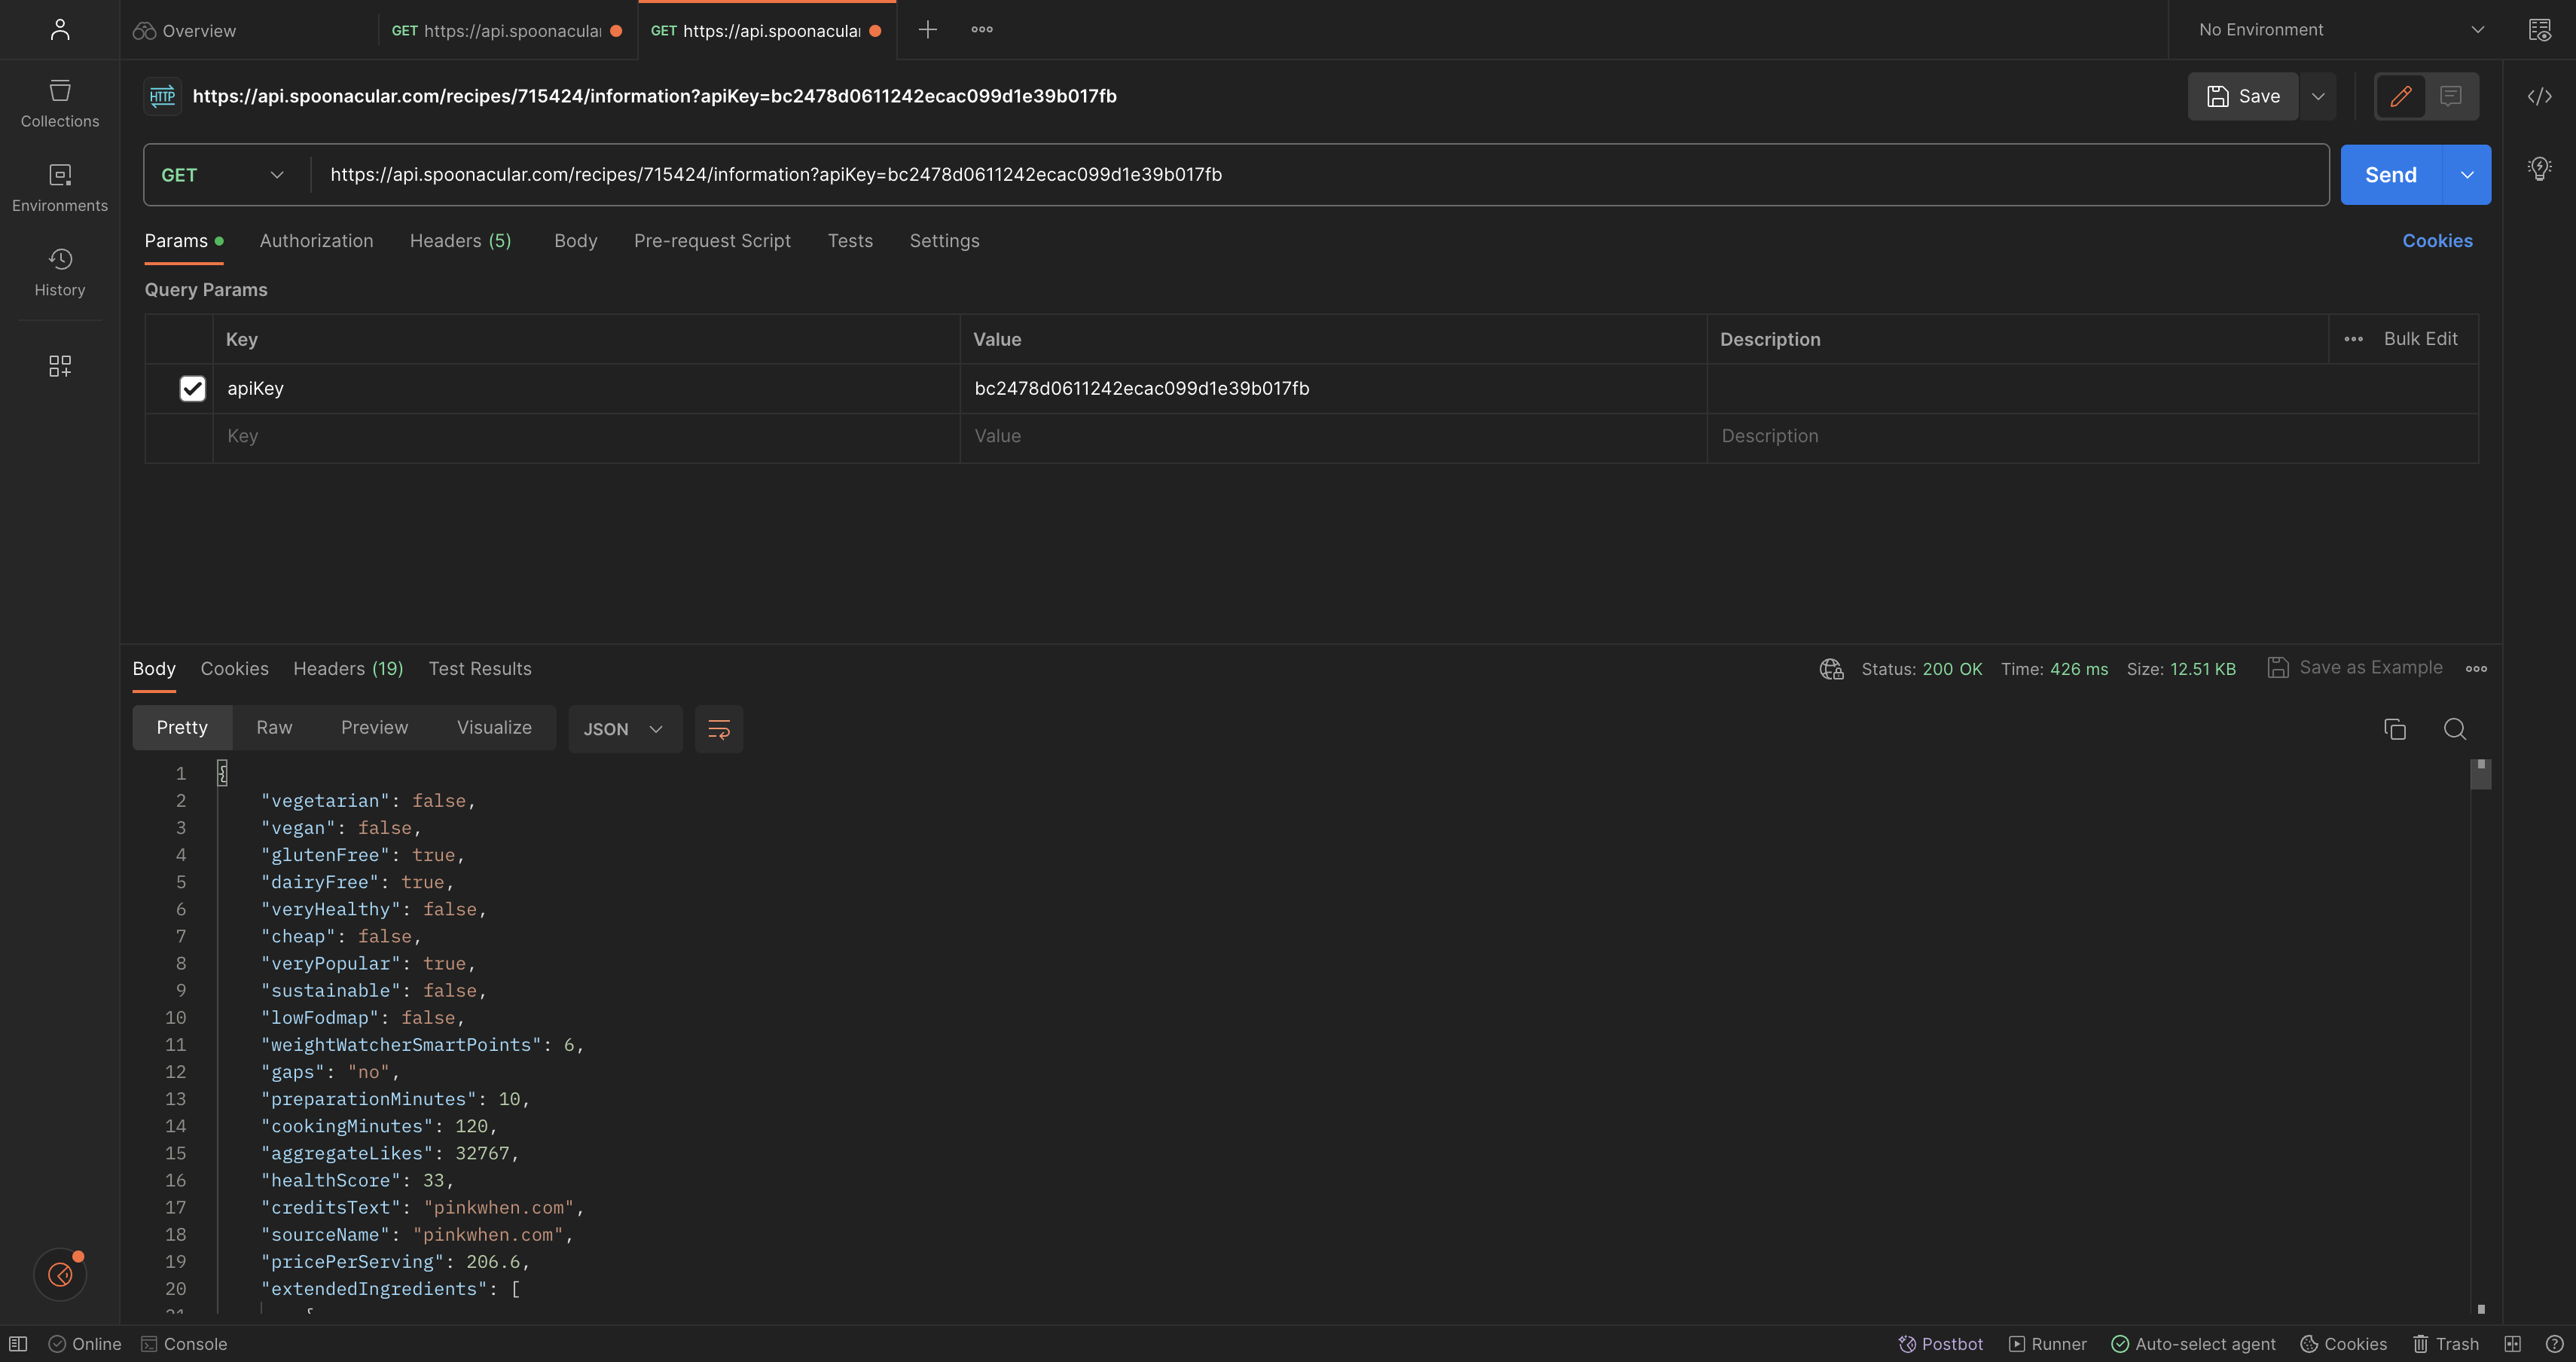 Overview
GET https://api.spoonacular
GET https://api.spoonacular
No Environment
Collections
Environments
History
HTTP https://api.spoonacular.com/recipes/715424/information?apiKey=bc2478d0611242ecac099d1e39b017fb
Save
GET https://api.spoonacular.com/recipes/715424/information?apiKey=bc2478d0611242ecac099d1e39b017fb
Send
Params Authorization Headers (5) Body Pre-request Script Tests Settings Cookies
Query Params
Key Value Description Bulk Edit
apiKey bc2478d0611242ecac099d1e39b017fb
Key Value Description
Body Cookies Headers (19) Test Results Status: 200 OK Time: 426 ms Size: 12.51 KB Save as Example
Pretty Raw Preview Visualize JSON
1 {
2 "vegetarian": false,
3 "vegan": false,
4 "glutenFree": true,
5 "dairyFree": true,
6 "veryHealthy": false,
7 "cheap": false,
8 "veryPopular": true,
9 "sustainable": false,
10 "lowFodmap": false,
11 "weightWatcherSmartPoints": 6,
12 "gaps": "no",
13 "preparationMinutes": 10,
14 "cookingMinutes": 120,
15 "aggregateLikes": 32767,
16 "healthScore": 33,
17 "creditsText": "pinkwhen.com",
18 "sourceName": "pinkwhen.com",
19 "pricePerServing": 206.6,
20 "extendedIngredients": [
21 {
Online Console Postbot Runner Auto-select agent Cookies Trash